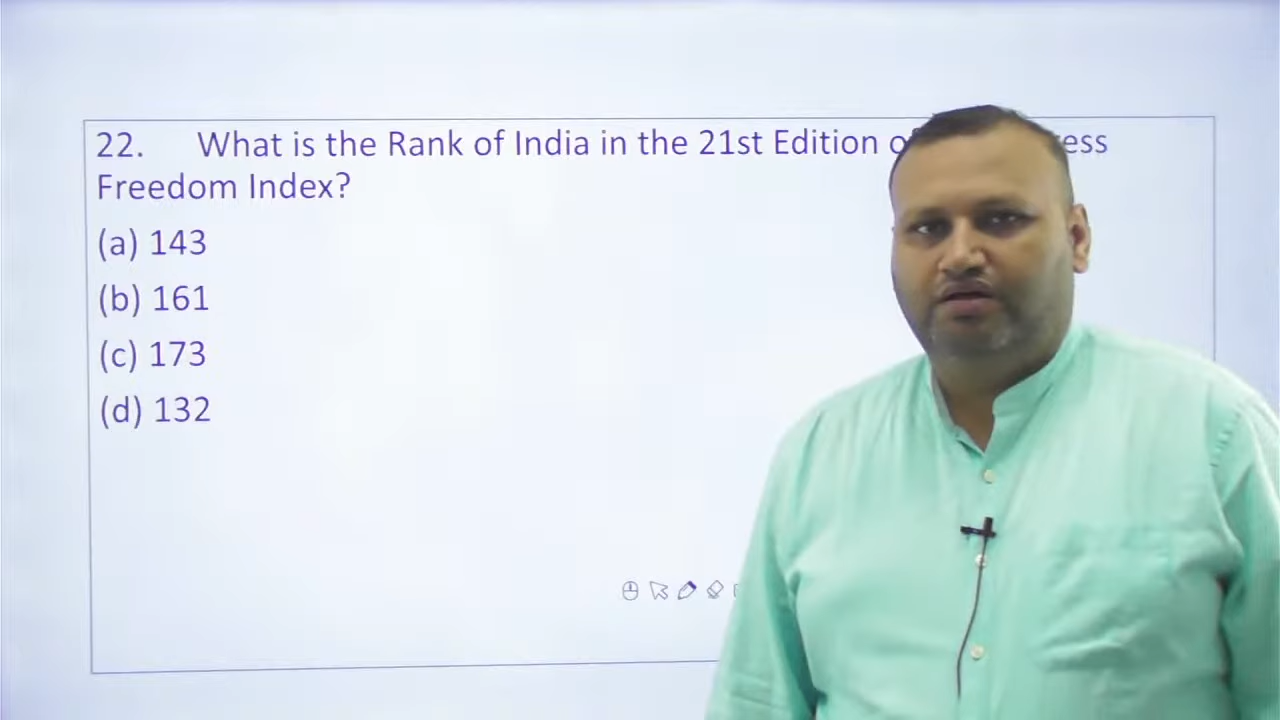 22. What is the Rank of India in the 21st Edition ess
Freedom Index?
(a) 143
(b) 161
(c) 173
(d) 132